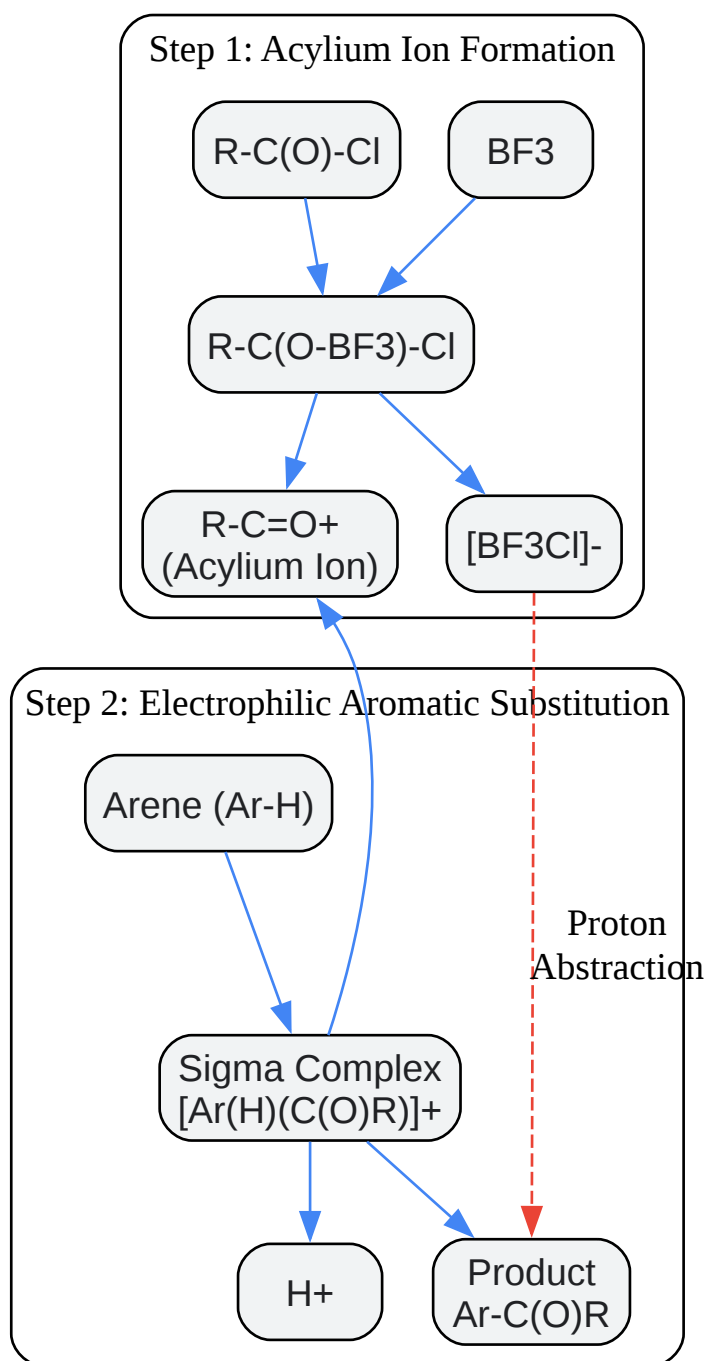 Step 1: Acylium Ion Formation
R-C(O)-Cl
BF3
R-C(O-BF3)-Cl
R-C=O+
(Acylium Ion)
[BF3Cl]-
Step 2: Electrophilic Aromatic Substitution
Arene (Ar-H)
Proton
Abstraction
Sigma Complex
[Ar(H)(C(O)R)]+
H+
Product
Ar-C(O)R